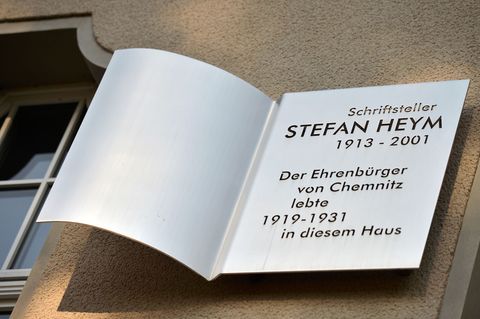 Schriftsteller
STEFAN HEYM
1913 - 2001
Der Ehrenbürger
von Chemnitz
lebte
1919-1931
in diesem Haus